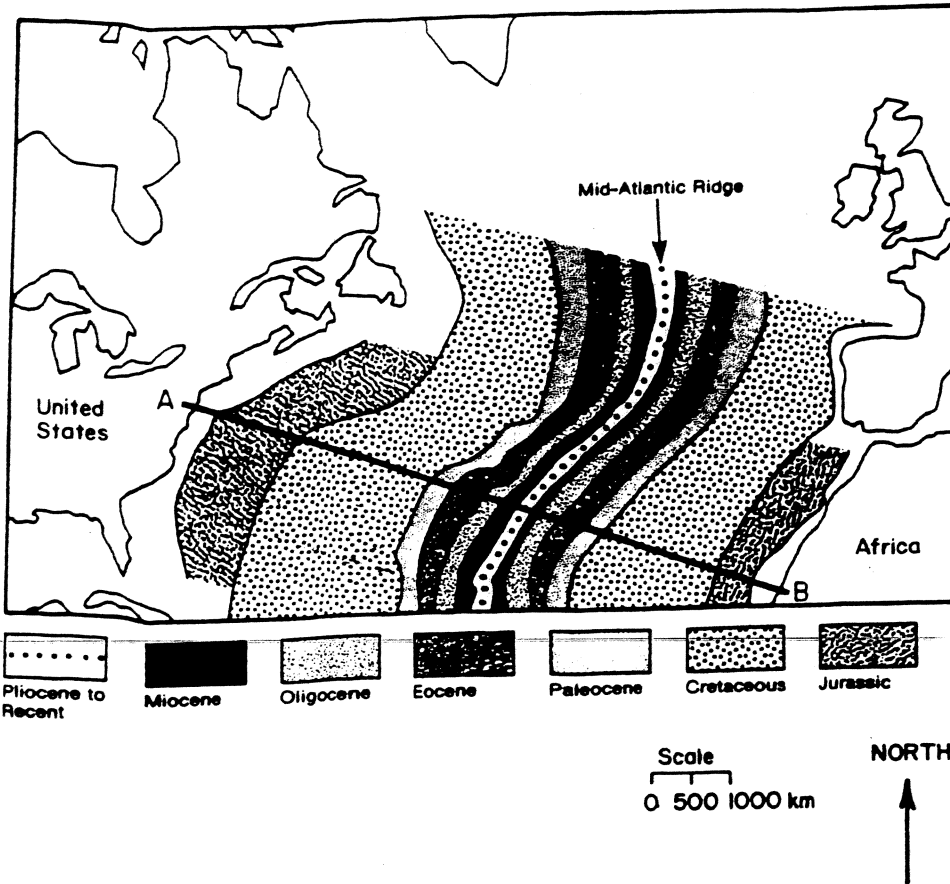 Mid-Atlantic Ridge
A
United
States
Africa
B
Pliocene to
Recent
Miocene
Oligocene
Eocene
Paleocene
Cretaceous
Jurassic
Scale
0 500 1000 km
NORTH